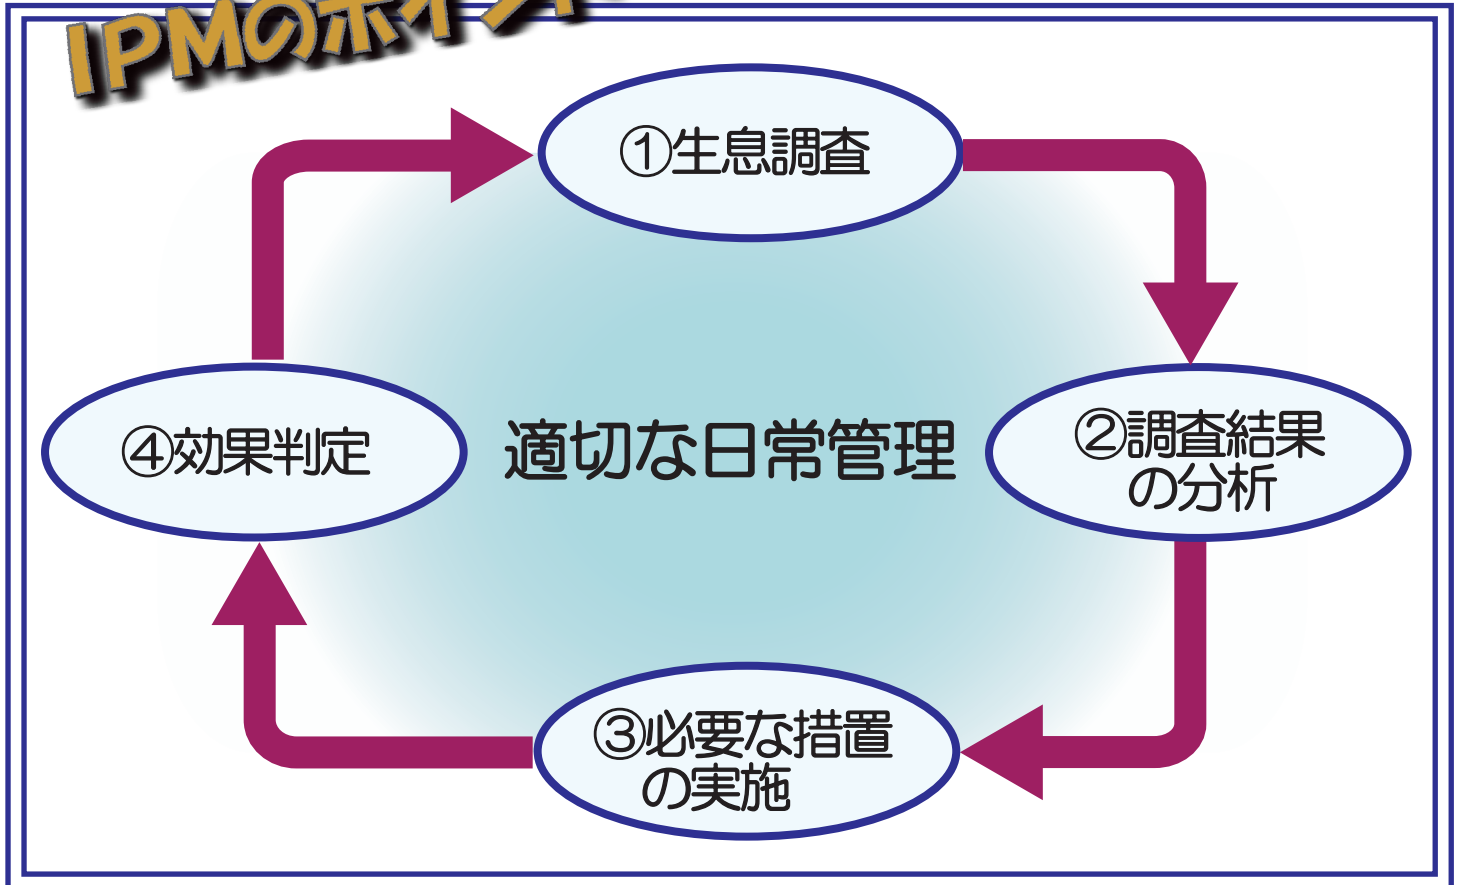 IPMのポイント
①生息調査
②調査結果
の分析
③必要な措置
の実施
④効果判定
適切な日常管理